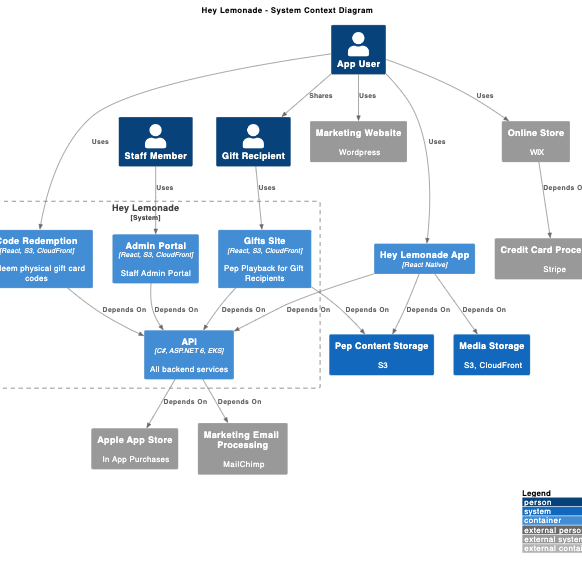 Hey Lemonade - System Context Diagram
App User
Shares
Uses
Uses
Uses
Uses
Staff Member
Gift Recipient
Marketing Website
Wordpress
Online Store
WIX
Uses
Uses
Depends O
Hey Lemonade
[System]
Code Redemption
[React, S3, CloudFront]
eem physical gift card
codes
Admin Portal
[React, S3, CloudFront]
Staff Admin Portal
Gifts Site
[React, S3, CloudFront]
Pep Playback for Gift
Recipients
Hey Lemonade App
[React Native]
Credit Card Proce
Stripe
Depends On
Depends On
Depends On
Depends On
Depends On
Depends On
API
[C#, ASP.NET 6, EKS]
All backend services
Pep Content Storage
S3
Media Storage
S3, CloudFront
Depends On
Depends On
Apple App Store
In App Purchases
Marketing Email
Processing
MailChimp
Legend
person
system
container
external perso
external system
external contai